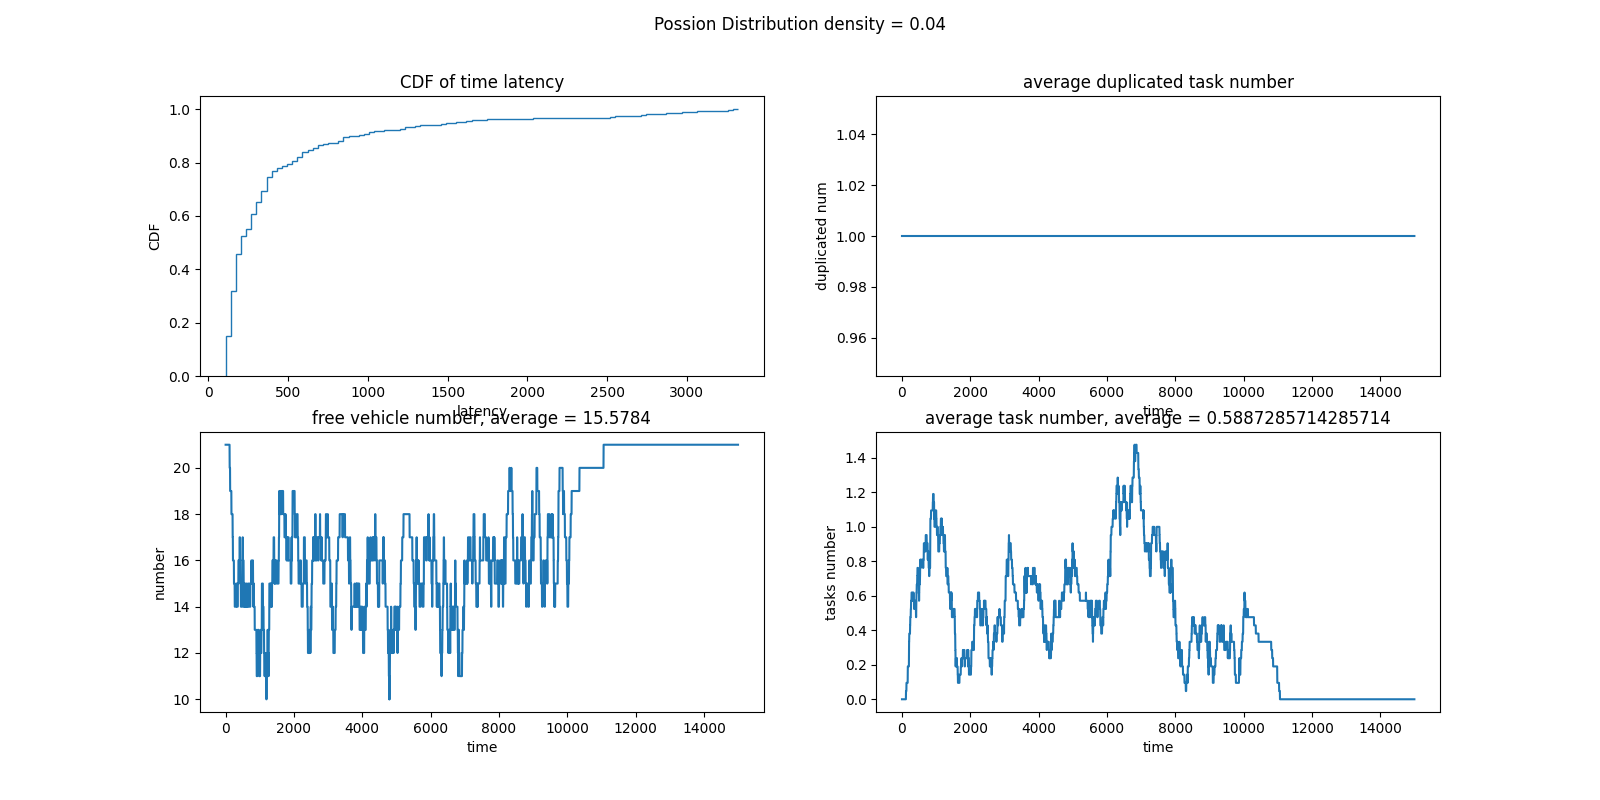 Possion Distribution density = 0.04
CDF of time latency
1.0
0.8
0.6
0.4
0.2
0.0
CDF
0 500 1000 1500 2000 2500 3000
latency
average duplicated task number
1.04
1.02
1.00
0.98
0.96
duplicated num
0 2000 4000 6000 8000 10000 12000 14000
time
free vehicle number, average = 15.5784
20
18
16
14
12
10
number
0 2000 4000 6000 8000 10000 12000 14000
time
average task number, average = 0.5887285714285714
1.4
1.2
1.0
0.8
0.6
0.4
0.2
0.0
tasks number
0 2000 4000 6000 8000 10000 12000 14000
time